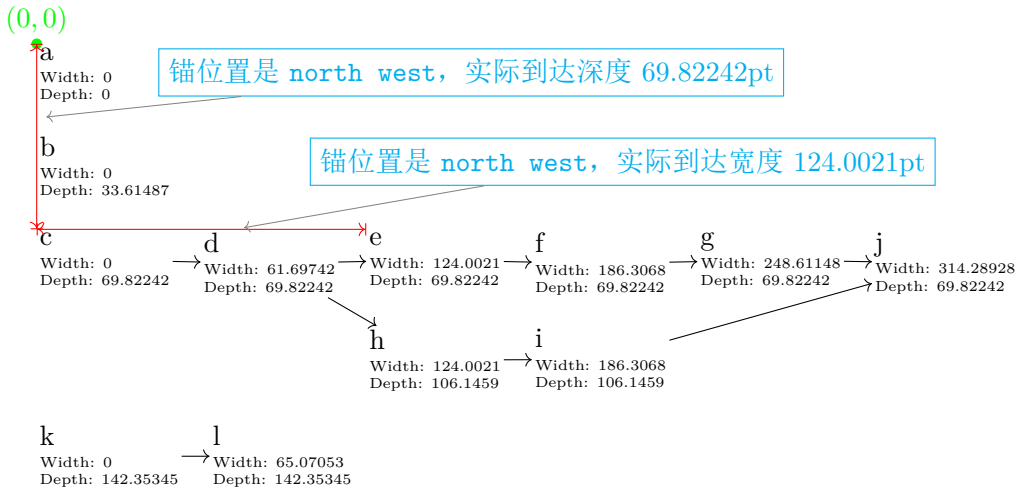 (0, 0)
a
Width: 0
Depth: 0
锚位置是 north west，实际到达深度 69.82242pt
b
Width: 0
Depth: 33.61487
锚位置是 north west，实际到达宽度 124.0021pt
c
Width: 0
Depth: 69.82242
d
Width: 61.69742
Depth: 69.82242
e
Width: 124.0021
Depth: 69.82242
f
Width: 186.3068
Depth: 69.82242
g
Width: 248.61148
Depth: 69.82242
j
Width: 314.28928
Depth: 69.82242
h
Width: 124.0021
Depth: 106.1459
i
Width: 186.3068
Depth: 106.1459
k
Width: 0
Depth: 142.35345
l
Width: 65.07053
Depth: 142.35345